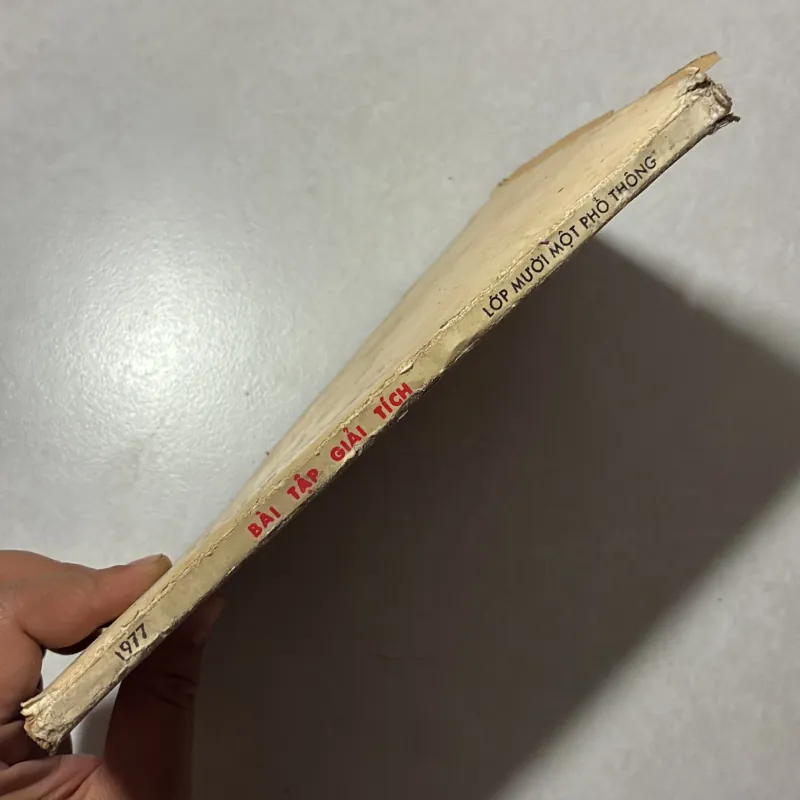 1977
BÀI TẬP GIẢI TÍCH
LỚP MƯỜI MỘT PHỔ THÔNG